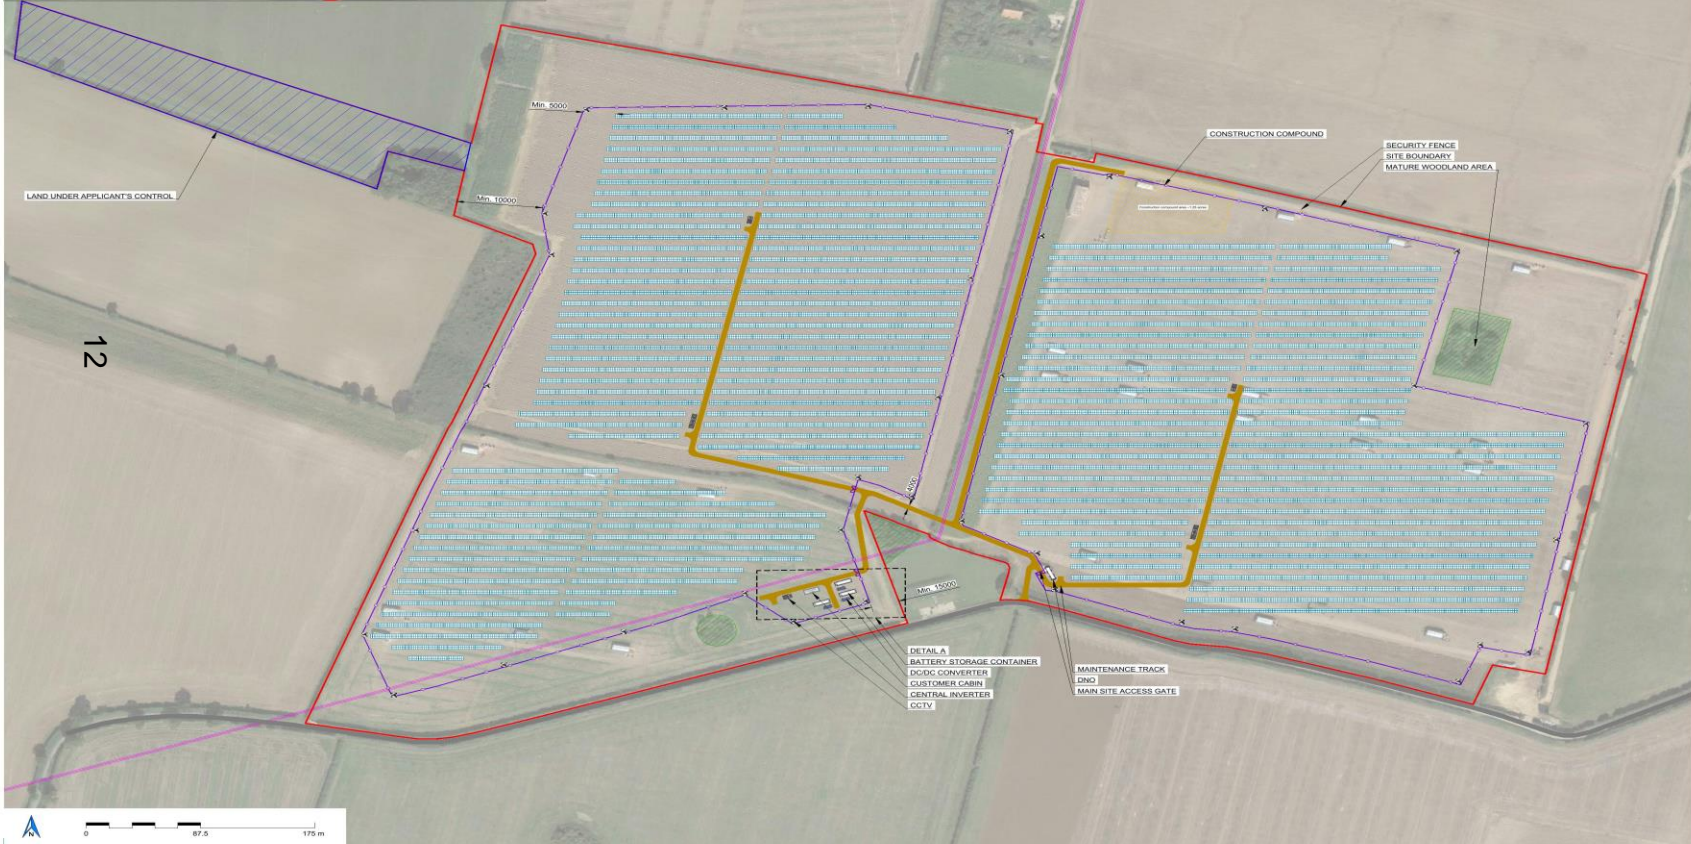 Min. 5000
CONSTRUCTION COMPOUND
SECURITY FENCE
SITE BOUNDARY
MATURE WOODLAND AREA
LAND UNDER APPLICANT'S CONTROL
Min. 10000
12
4000
Min. 15000
DETAIL A
BATTERY STORAGE CONTAINER
DC/DC CONVERTER
CUSTOMER CABIN
CENTRAL INVERTER
CCTV
MAINTENANCE TRACK
DNO
MAIN SITE ACCESS GATE
N
0
87.5
175 m